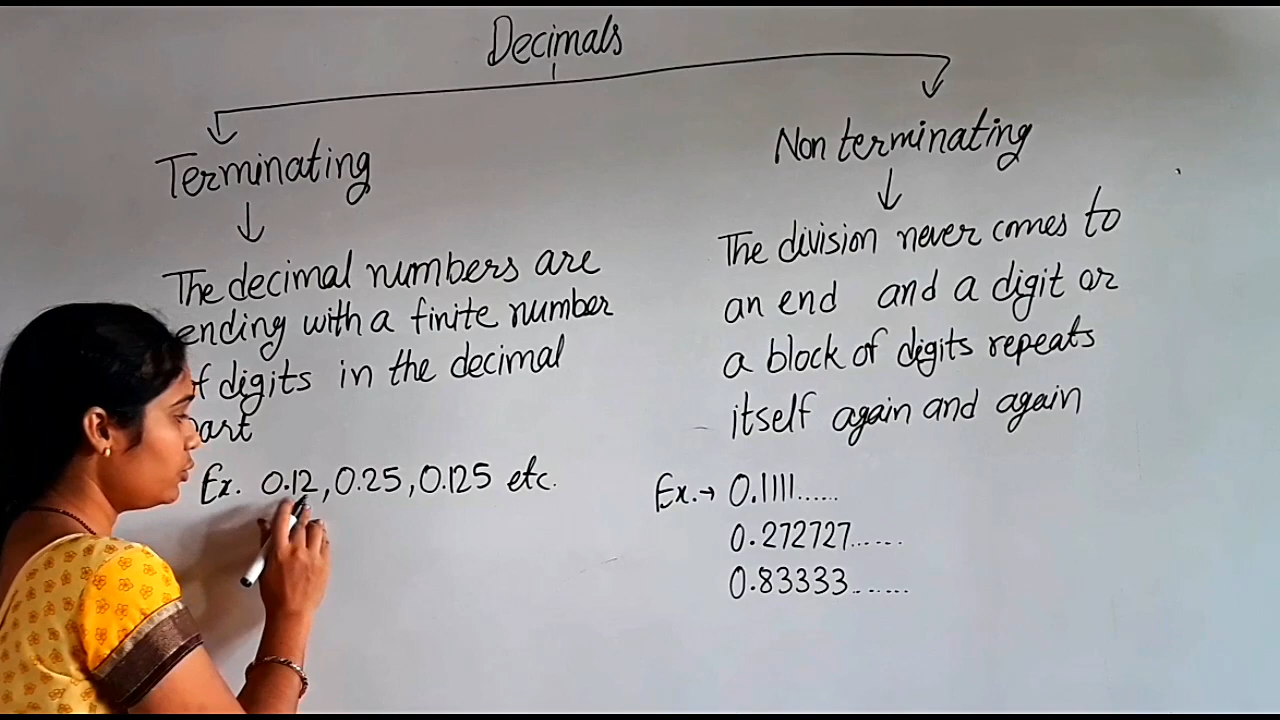 Decimals
Terminating
The decimal numbers are
ending with a finite number
of digits in the decimal
part
Ex. 0.12, 0.25, 0.125 etc.
Non terminating
The division never comes to
an end and a digit or
a block of digits repeats
itself again and again
Ex.→ 0.1111......
0.272727......
0.83333......